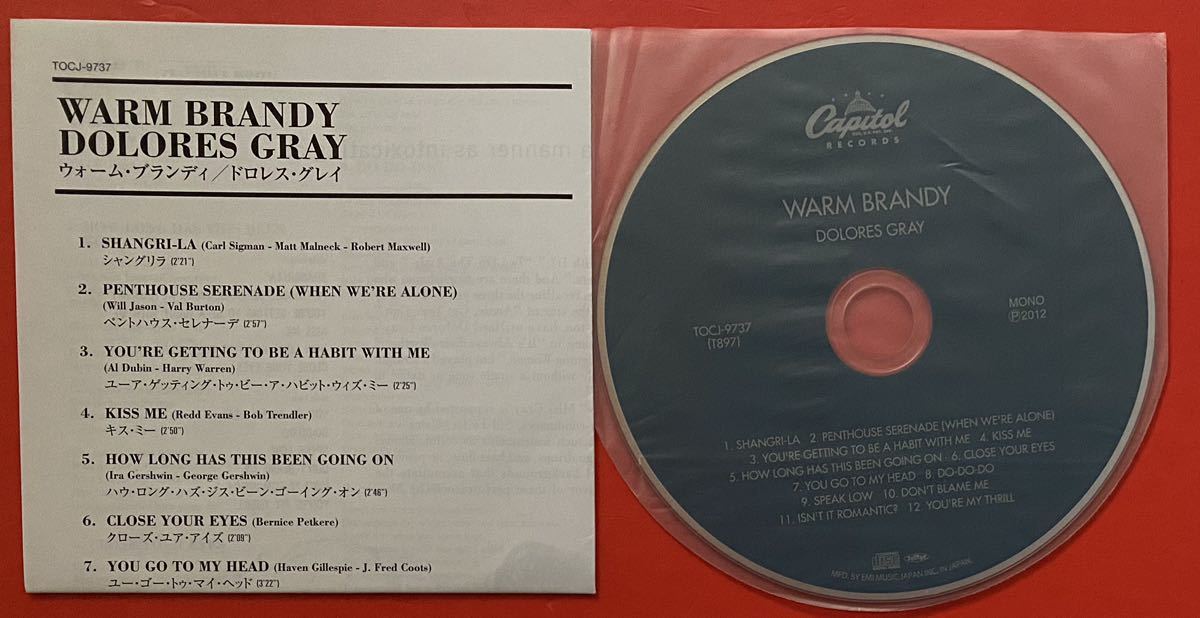 TOCJ-9737
WARM BRANDY
DOLORES GRAY
ウォーム・ブランディ／ドロレス・グレイ
1. SHANGRI-LA (Carl Sigman - Matt Malneck - Robert Maxwell)
シャングリラ (2'21")
2. PENTHOUSE SERENADE (WHEN WE'RE ALONE)
(Will Jason - Val Burton)
ペントハウス・セレナーデ (2'57")
3. YOU'RE GETTING TO BE A HABIT WITH ME
(Al Dubin - Harry Warren)
ユーア・ゲッティング・トゥ・ビー・ア・ハビット・ウィズ・ミー (2'25")
4. KISS ME (Redd Evans - Bob Trendler)
キス・ミー (2'50")
5. HOW LONG HAS THIS BEEN GOING ON
(Ira Gershwin - George Gershwin)
ハウ・ロング・ハズ・ジス・ビーン・ゴーイング・オン (2'46")
6. CLOSE YOUR EYES (Bernice Petkere)
クローズ・ユア・アイズ (2'09")
7. YOU GO TO MY HEAD (Haven Gillespie - J. Fred Coots)
ユー・ゴー・トゥ・マイ・ヘッド (3'22")
a manner as intoxicati
Capitol
RECORDS
WARM BRANDY
DOLORES GRAY
TOCJ-9737
(T897)
MONO
Ⓟ2012
1. SHANGRI-LA 2. PENTHOUSE SERENADE (WHEN WE'RE ALONE)
3. YOU'RE GETTING TO BE A HABIT WITH ME 4. KISS ME
5. HOW LONG HAS THIS BEEN GOING ON · 6. CLOSE YOUR EYES
7. YOU GO TO MY HEAD 8. DO-DO-DO
9. SPEAK LOW 10. DON'T BLAME ME
11. ISN'T IT ROMANTIC? 12. YOU'RE MY THRILL
MFD. BY EMI MUSIC JAPAN INC. IN JAPAN.